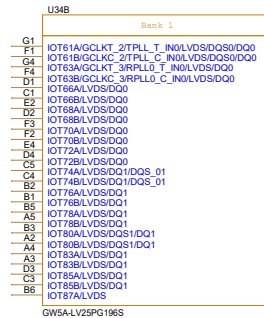 U34B
Bank 1
G1 IOT61A/GCLKT_2/TPLL_T_IN0/LVDS/DQS0/DQ0
F1 IOT61B/GCLKC_2/TPLL_C_IN0/LVDS/DQS0/DQ0
G4 IOT63A/GCLKT_3/RPLL0_T_IN0/LVDS/DQ0
F4 IOT63B/GCLKC_3/RPLL0_C_IN0/LVDS/DQ0
D1 IOT66A/LVDS/DQ0
C1 IOT66B/LVDS/DQ0
E2 IOT68A/LVDS/DQ0
D2 IOT68B/LVDS/DQ0
F3 IOT70A/LVDS/DQ0
F2 IOT70B/LVDS/DQ0
E4 IOT72A/LVDS/DQ0
D4 IOT72B/LVDS/DQ0
C5 IOT74A/LVDS/DQ1/DQS_01
C4 IOT74B/LVDS/DQ1/DQS_01
B2 IOT76A/LVDS/DQ1
B1 IOT76B/LVDS/DQ1
B5 IOT78A/LVDS/DQ1
A5 IOT78B/LVDS/DQ1
B3 IOT80A/LVDS/DQS1/DQ1
A2 IOT80B/LVDS/DQS1/DQ1
A4 IOT83A/LVDS/DQ1
A3 IOT83B/LVDS/DQ1
D3 IOT85A/LVDS/DQ1
C3 IOT85B/LVDS/DQ1
B6 IOT87A/LVDS
GW5A-LV25PG196S